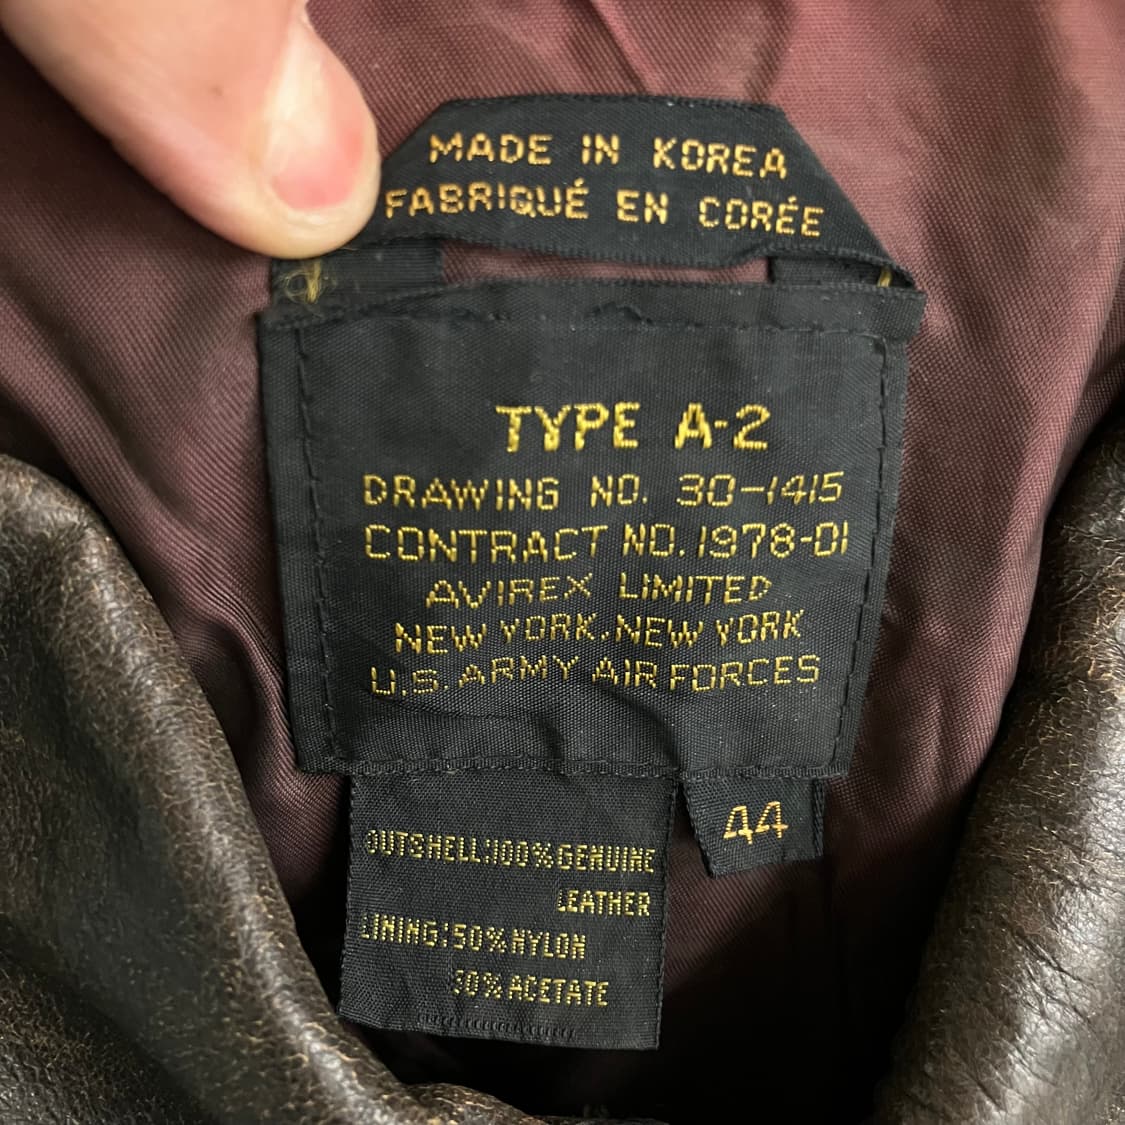 MADE IN KOREA
FABRIQUÉ EN CORÉE
TYPE A-2
DRAWING NO. 30-1415
CONTRACT NO. 1978-01
AVIREX LIMITED
NEW YORK, NEW YORK
U.S. ARMY AIR FORCES
44
OUTSHELL:100%GENUINE
LEATHER
LINING:50%NYLON
50%ACETATE